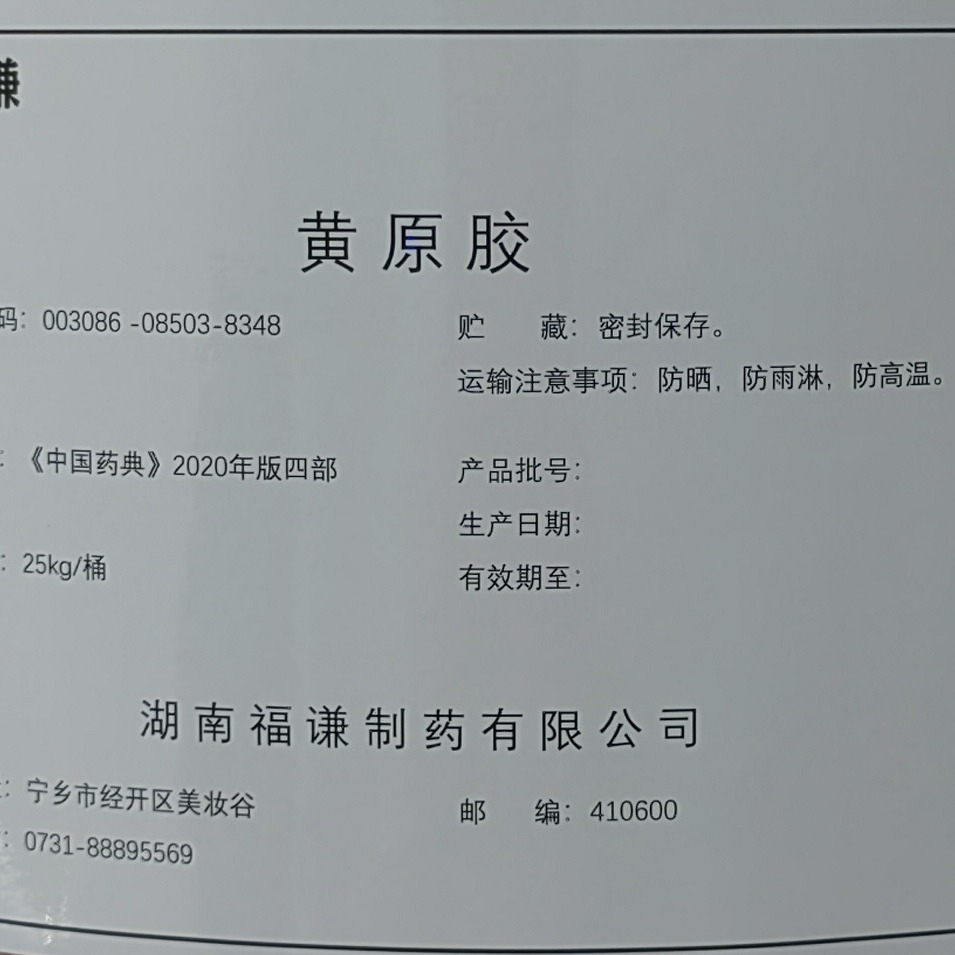 谦
黄原胶
码：003086 -08503-8348
贮 藏：密封保存。
运输注意事项：防晒，防雨淋，防高温。
：《中国药典》2020年版四部
产品批号：
生产日期：
：25kg/桶
有效期至：
湖南福谦制药有限公司
：宁乡市经开区美妆谷
邮 编：410600
：0731-88895569